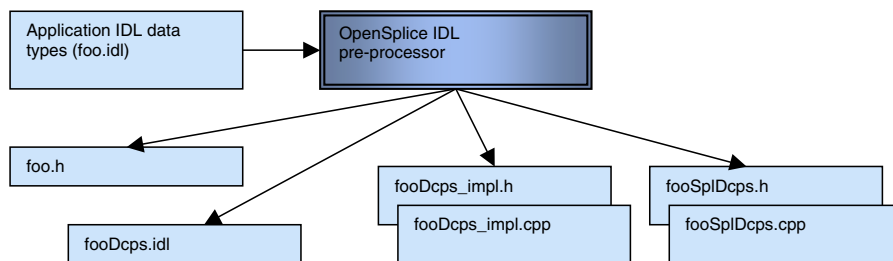 Application IDL data
types (foo.idl)
OpenSplice IDL
pre-processor
foo.h
fooDcps.idl
fooDcps_impl.h
fooDcps_impl.cpp
fooSplDcps.h
fooSplDcps.cpp